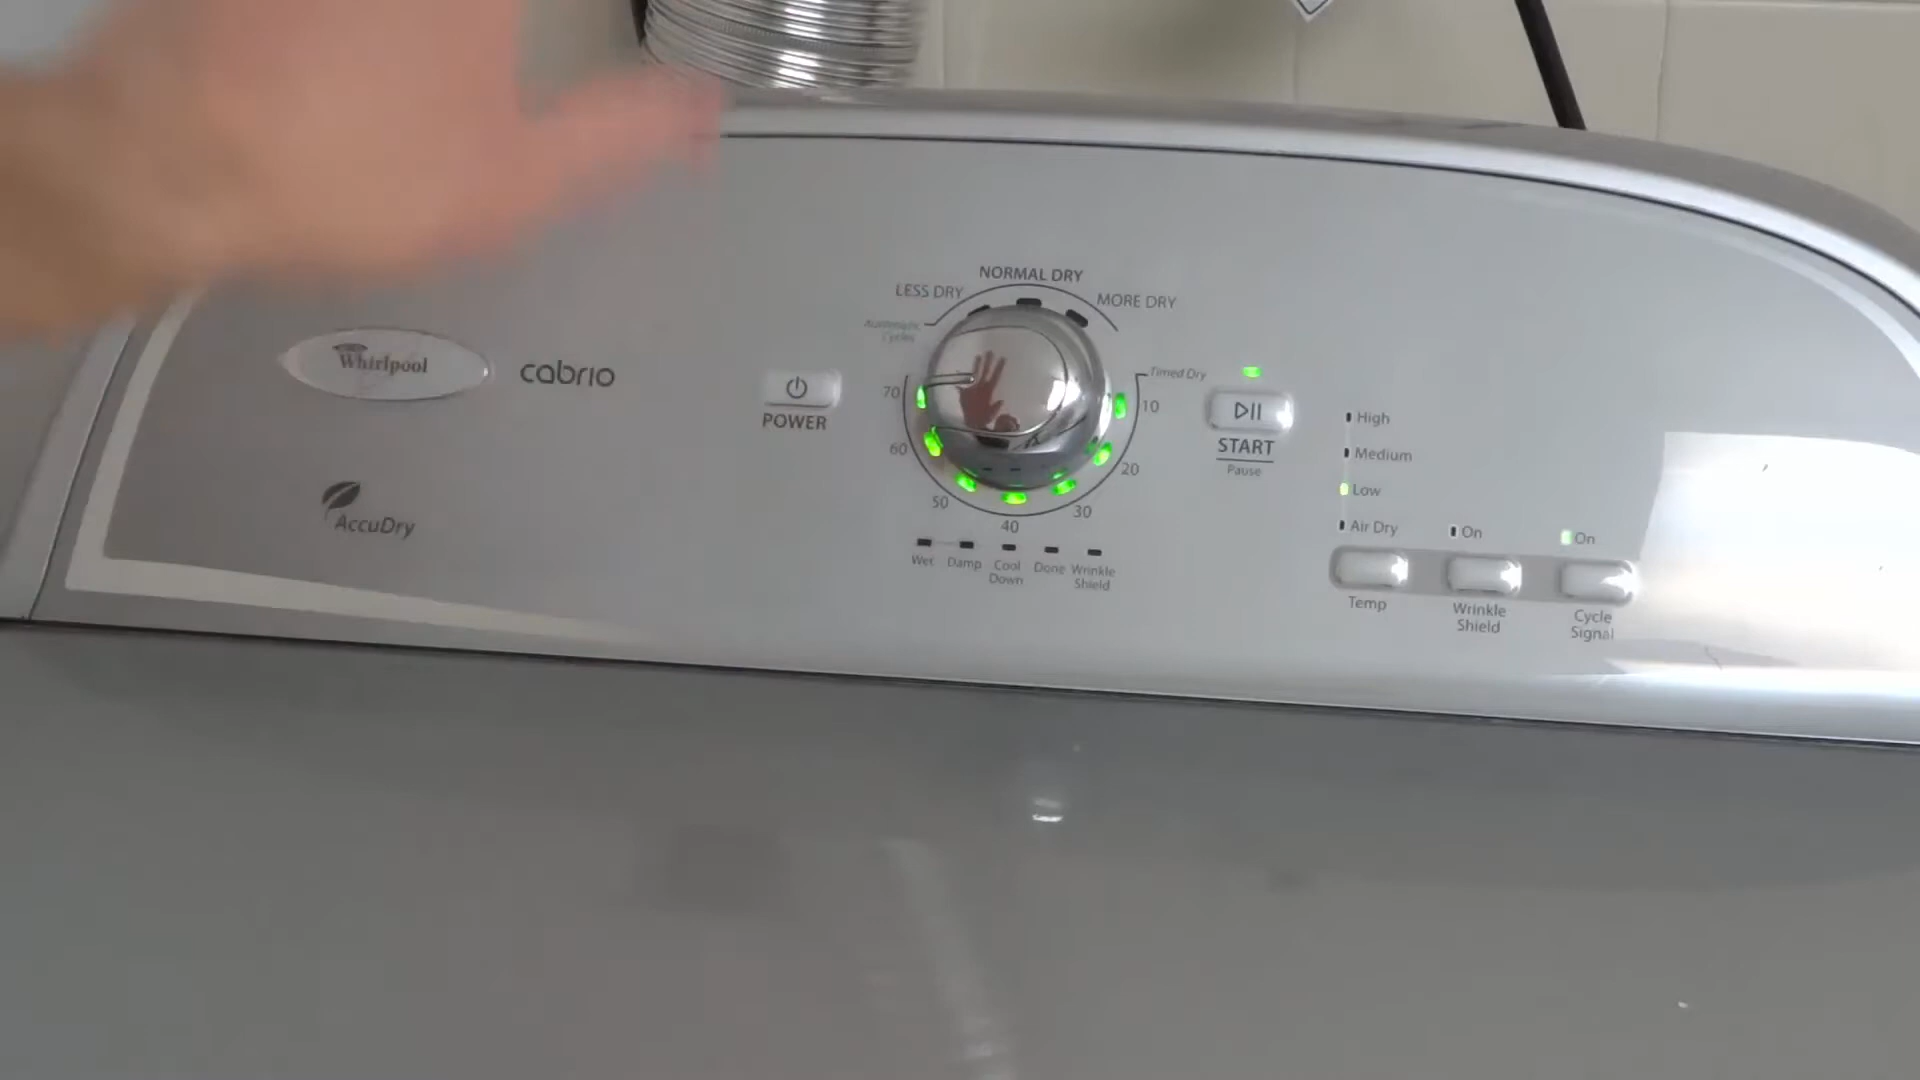 NORMAL DRY
LESS DRY
MORE DRY
Automatic
Cycles
Timed Dry
Whirlpool
cabrio
POWER
70
10
START
Pause
High
Medium
Low
Air Dry
60
20
50
30
40
AccuDry
Wet
Damp
Cool
Down
Done
Wrinkle
Shield
On
On
Temp
Wrinkle
Shield
Cycle
Signal